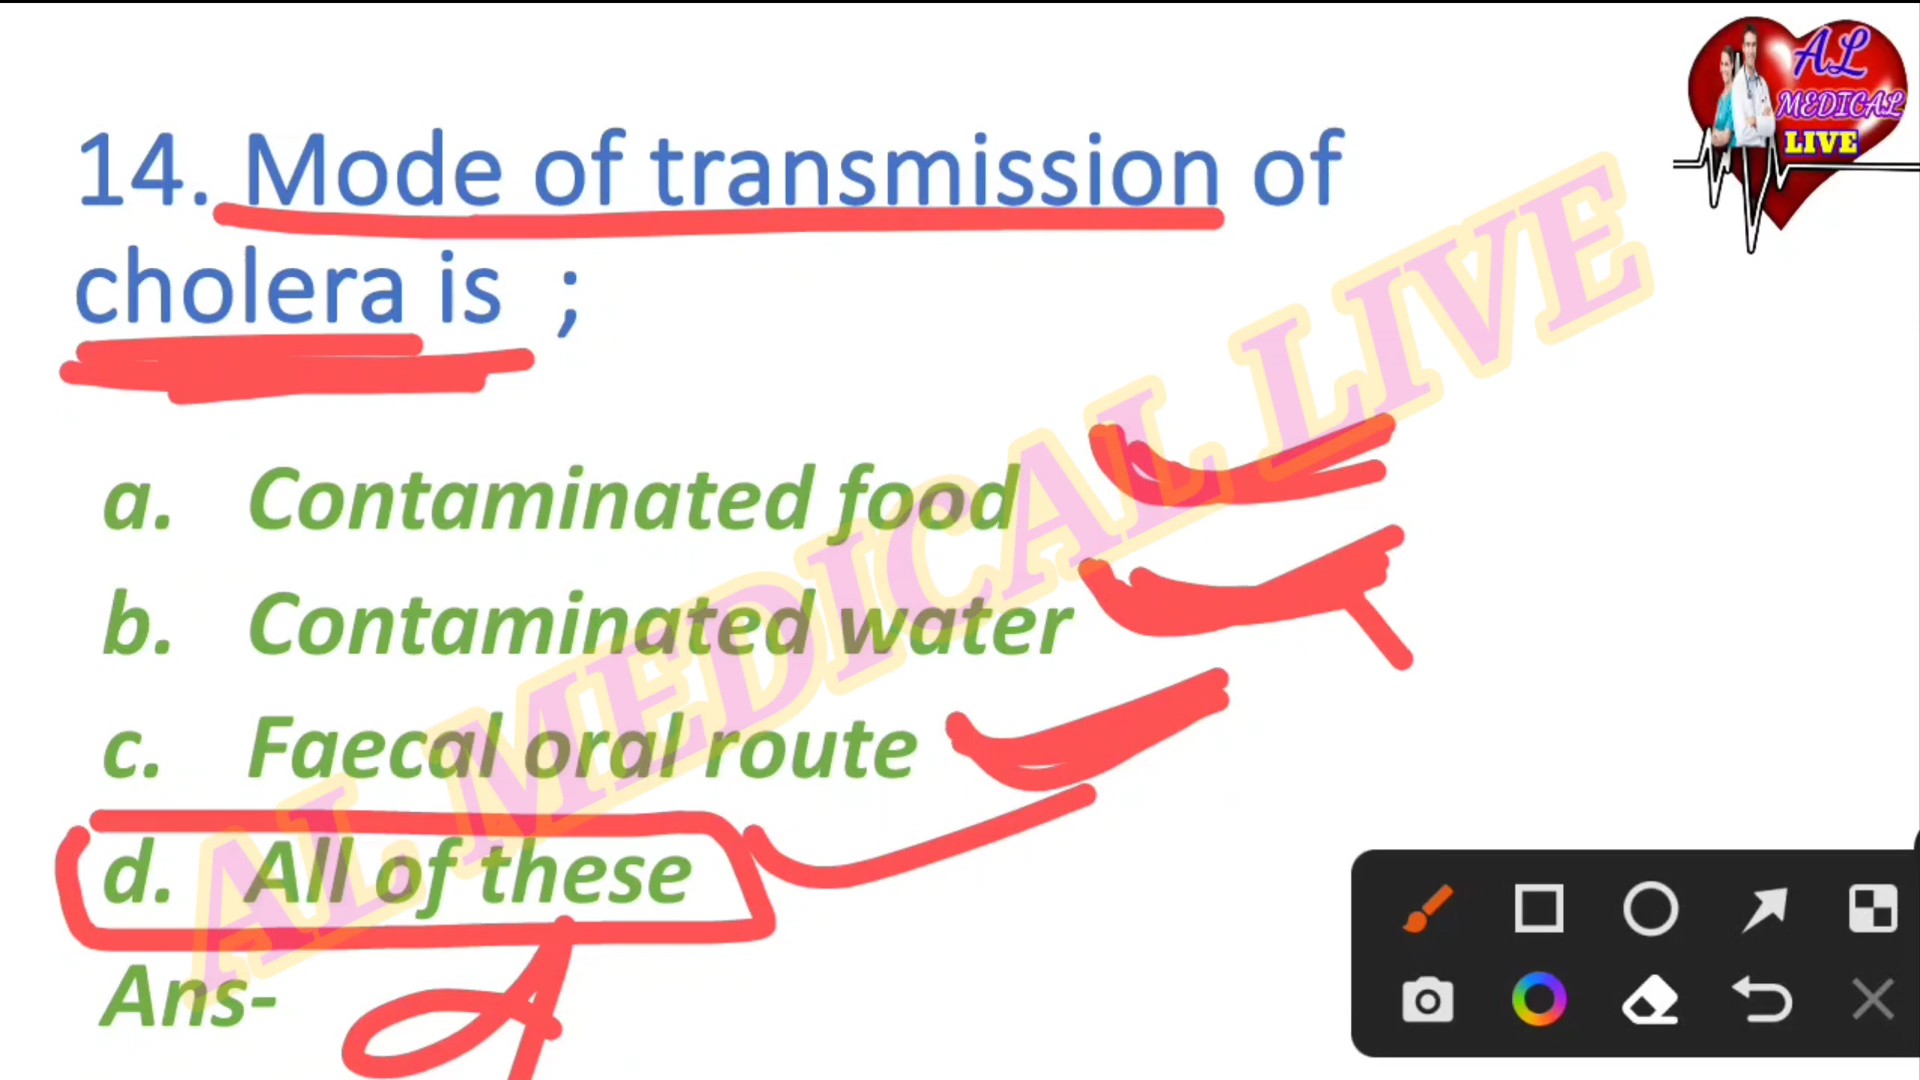 14. Mode of transmission of
cholera is ;
a. Contaminated food
b. Contaminated water
c. Faecal oral route
d. All of these
Ans- d
AL MEDICAL LIVE
AL
MEDICAL
LIVE